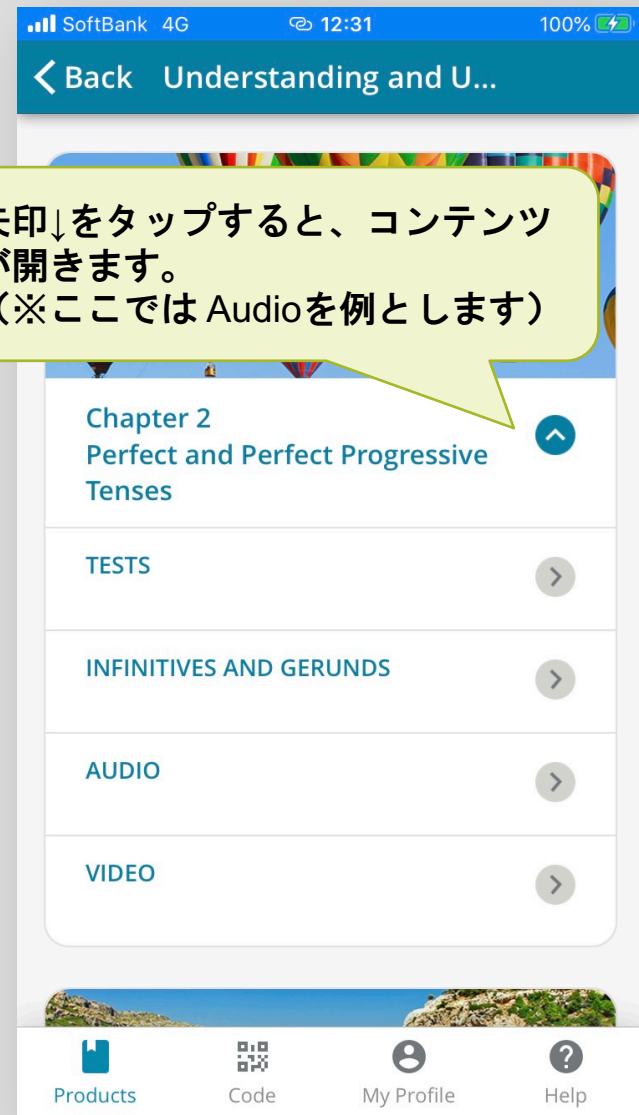 SoftBank 4G 12:31 100%
Back Understanding and U...
矢印↓をタップすると、コンテンツ
が開きます。
（※ここでは Audioを例とします）
Chapter 2
Perfect and Perfect Progressive
Tenses
TESTS
INFINITIVES AND GERUNDS
AUDIO
VIDEO
Products Code My Profile Help